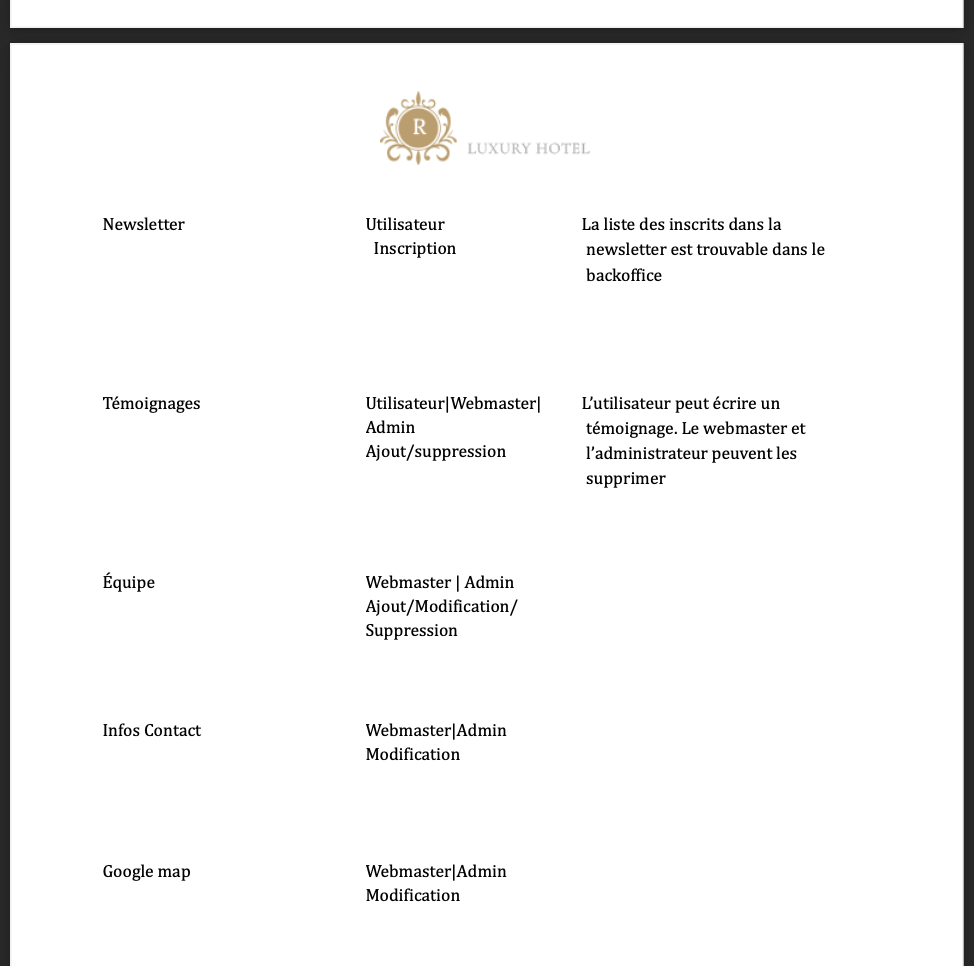 R
LUXURY HOTEL
Newsletter
Utilisateur
Inscription
La liste des inscrits dans la
newsletter est trouvable dans le
backoffice
Témoignages
Utilisateur|Webmaster|
Admin
Ajout/suppression
L’utilisateur peut écrire un
témoignage. Le webmaster et
l’administrateur peuvent les
supprimer
Équipe
Webmaster | Admin
Ajout/Modification/
Suppression
Infos Contact
Webmaster|Admin
Modification
Google map
Webmaster|Admin
Modification